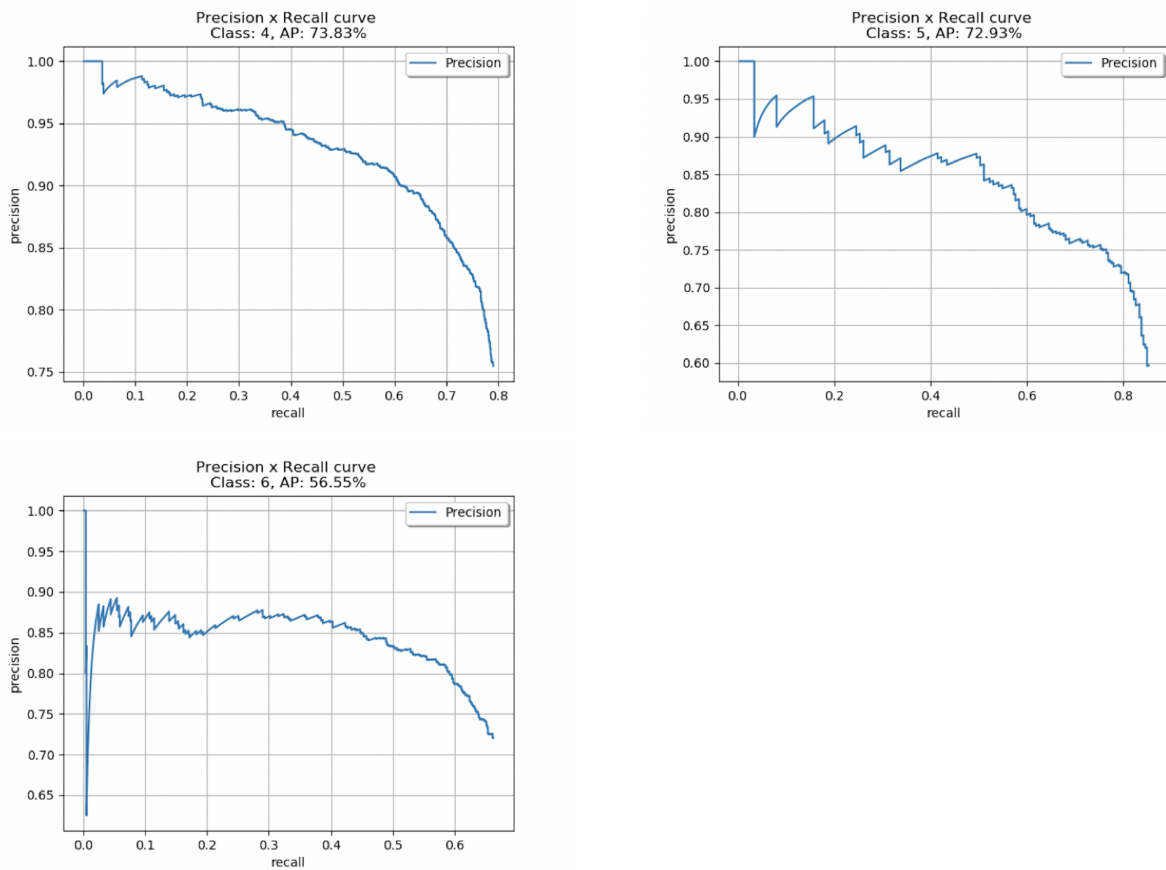 Precision x Recall curve
Class: 4, AP: 73.83%
Precision
1.00
0.95
0.90
0.85
0.80
0.75
precision
0.0 0.1 0.2 0.3 0.4 0.5 0.6 0.7 0.8
recall
Precision x Recall curve
Class: 5, AP: 72.93%
Precision
1.00
0.95
0.90
0.85
0.80
0.75
0.70
0.65
0.60
precision
0.0 0.2 0.4 0.6 0.8
recall
Precision x Recall curve
Class: 6, AP: 56.55%
Precision
1.00
0.95
0.90
0.85
0.80
0.75
0.70
0.65
precision
0.0 0.1 0.2 0.3 0.4 0.5 0.6
recall